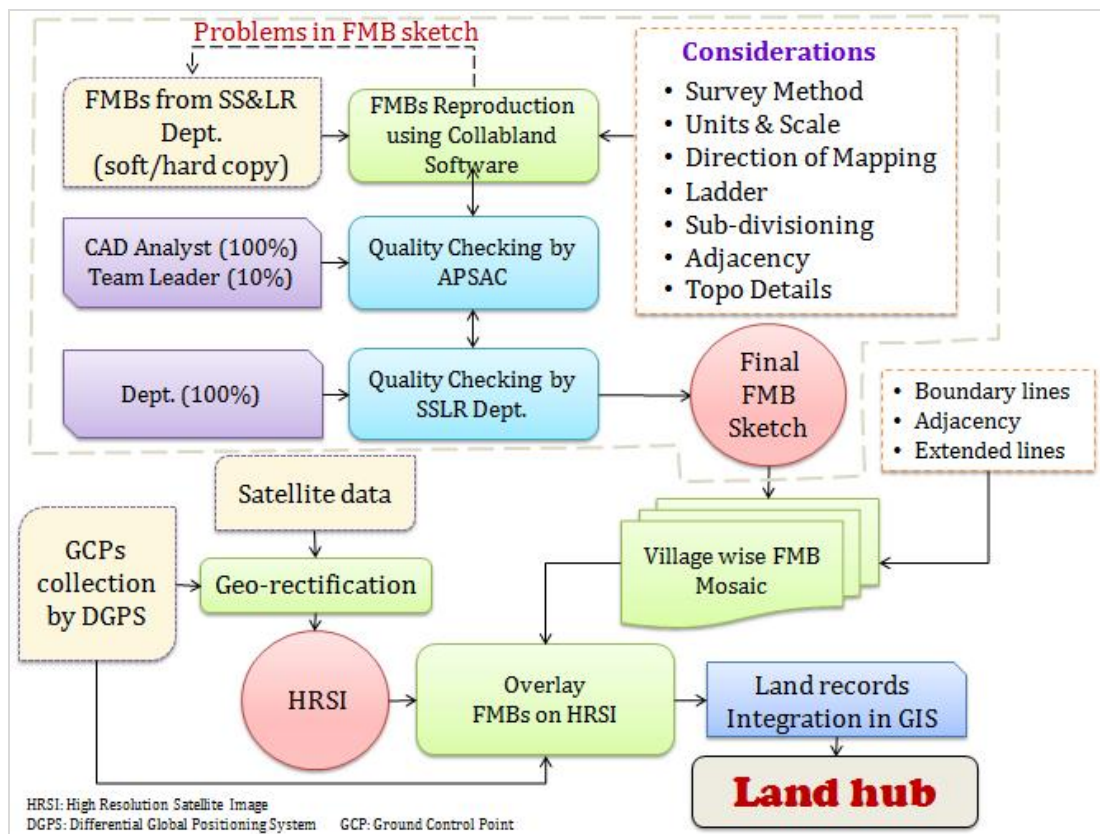 Problems in FMB sketch
FMBs from SS&LR
Dept.
(soft/hard copy)
FMBs Reproduction
using Collabland
Software
Considerations
• Survey Method
• Units & Scale
• Direction of Mapping
• Ladder
• Sub-divisioning
• Adjacency
• Topo Details
CAD Analyst (100%)
Team Leader (10%)
Quality Checking by
APSAC
Dept. (100%)
Quality Checking by
SSLR Dept.
Final
FMB
Sketch
• Boundary lines
• Adjacency
• Extended lines
Satellite data
GCPs
collection
by DGPS
Geo-rectification
Village wise FMB
Mosaic
HRSI
Overlay
FMBs on HRSI
Land records
Integration in GIS
Land hub
HRSI: High Resolution Satellite Image
DGPS: Differential Global Positioning System GCP: Ground Control Point